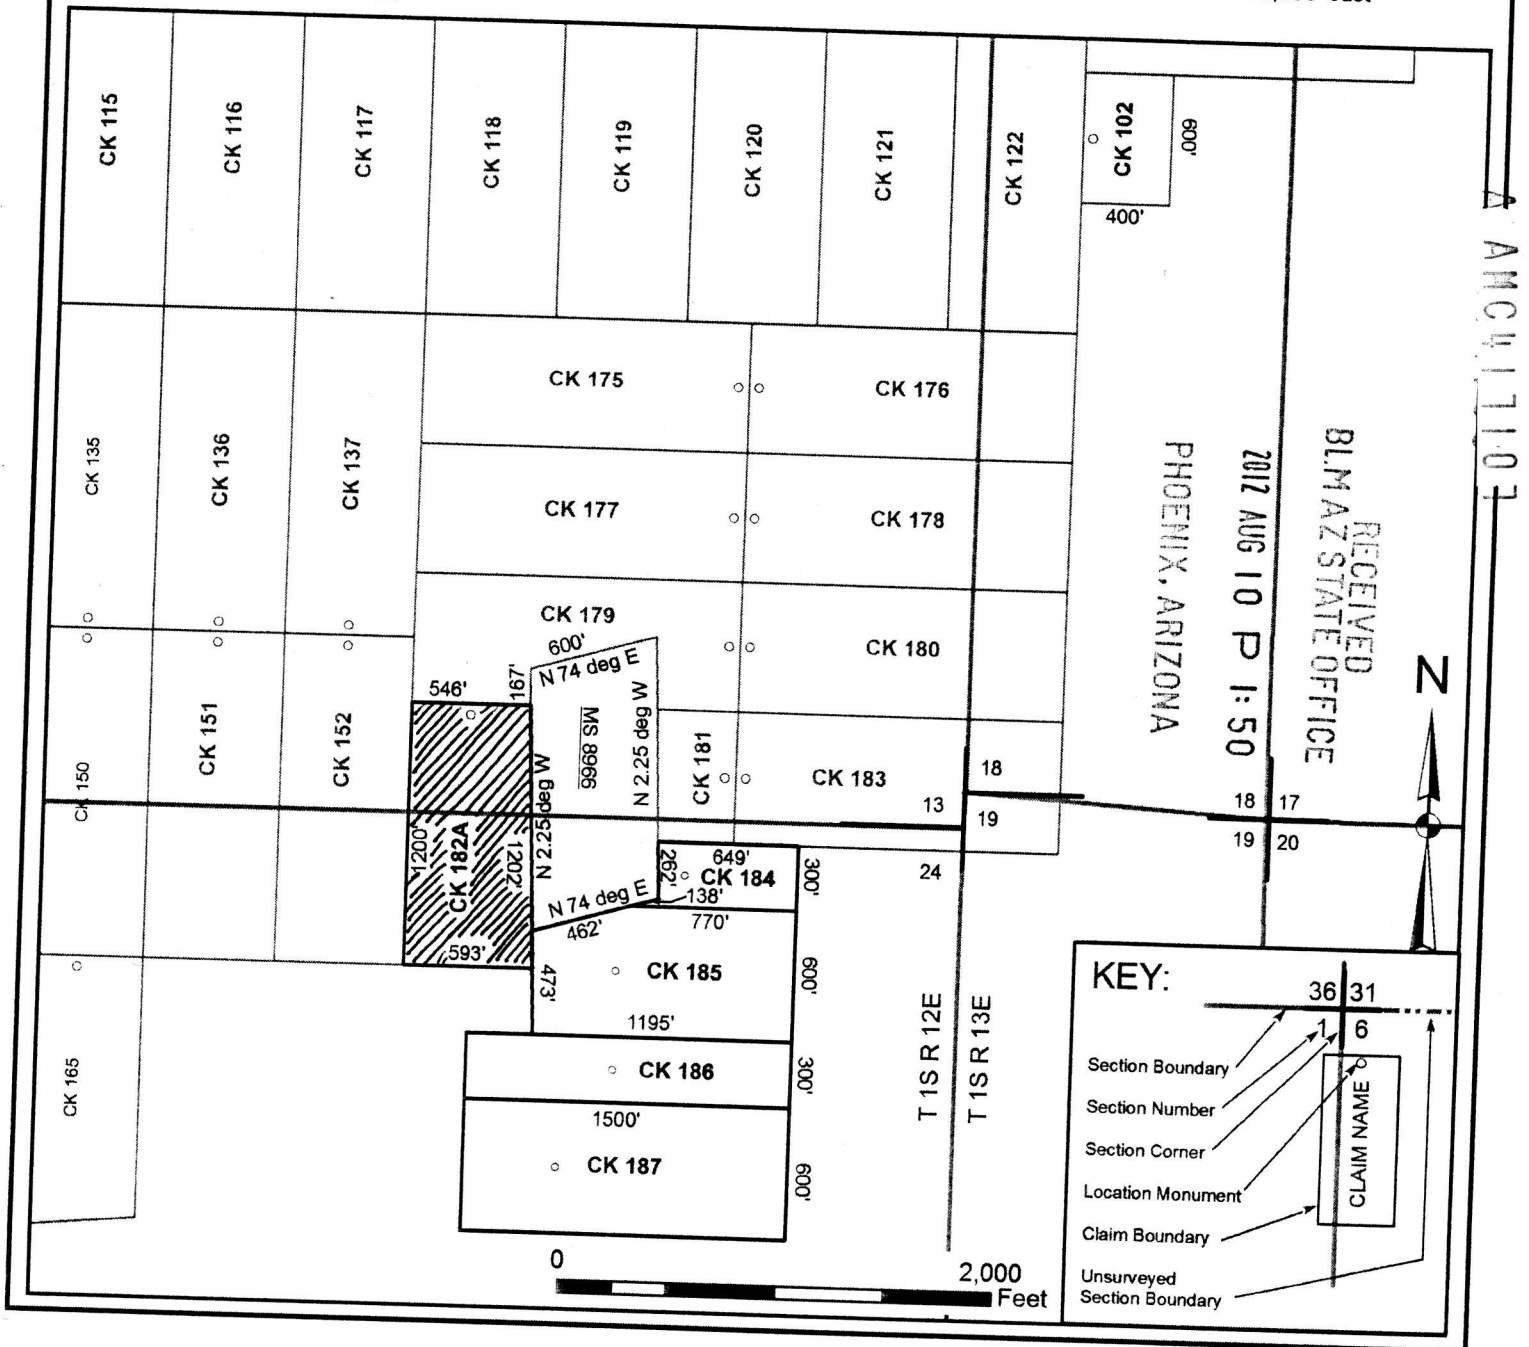 CK 115
CK 116
CK 117
CK 118
CK 119
CK 120
CK 121
CK 122
CK 102
600'
400'
CK 135
CK 136
CK 137
CK 175
CK 176
CK 177
CK 178
CK 179
CK 180
600'
N 74 deg E
546'
167'
MS 8966
N 2.25 deg W
CK 181
CK 183
CK 150
CK 151
CK 152
1200'
CK 182A
1202'
N 2.25 deg W
593'
N 74 deg E
462'
262'
649'
CK 184
300'
138'
770'
473'
CK 185
600'
1195'
CK 186
300'
1500'
CK 187
600'
CK 165
13
18
19
24
18
17
19
20
T 1S R 12E
T 1S R 13E
RECEIVED
BLM AZ STATE OFFICE
2012 AUG 10 P 1:50
PHOENIX, ARIZONA
N
KEY:
36
31
1
6
Section Boundary
Section Number
Section Corner
Location Monument
Claim Boundary
Unsurveyed
Section Boundary
CLAIM NAME
0
2,000
Feet